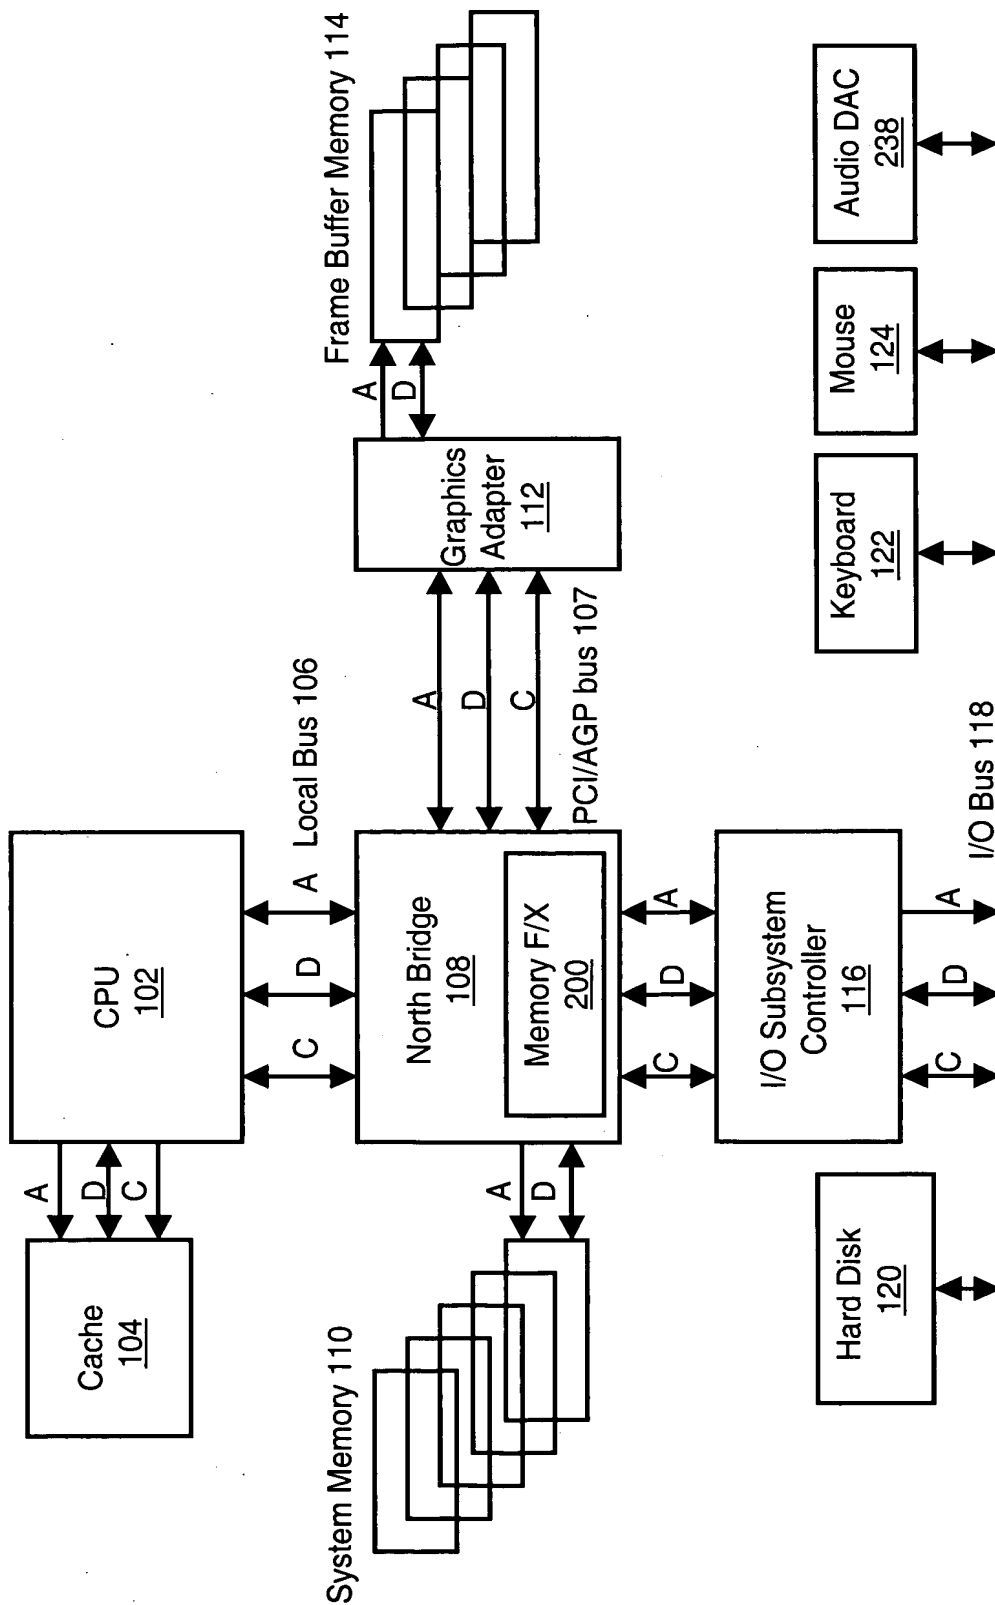 Cache
104
A
D
C
CPU
102
C
D
A
Local Bus 106
System Memory 110
A
D
North Bridge
108
Memory F/X
200
A
D
C
PCI/AGP bus 107
Graphics
Adapter
112
A
D
Frame Buffer Memory 114
C
D
A
I/O Subsystem
Controller
116
C
D
A
I/O Bus 118
Hard Disk
120
Keyboard
122
Mouse
124
Audio DAC
238